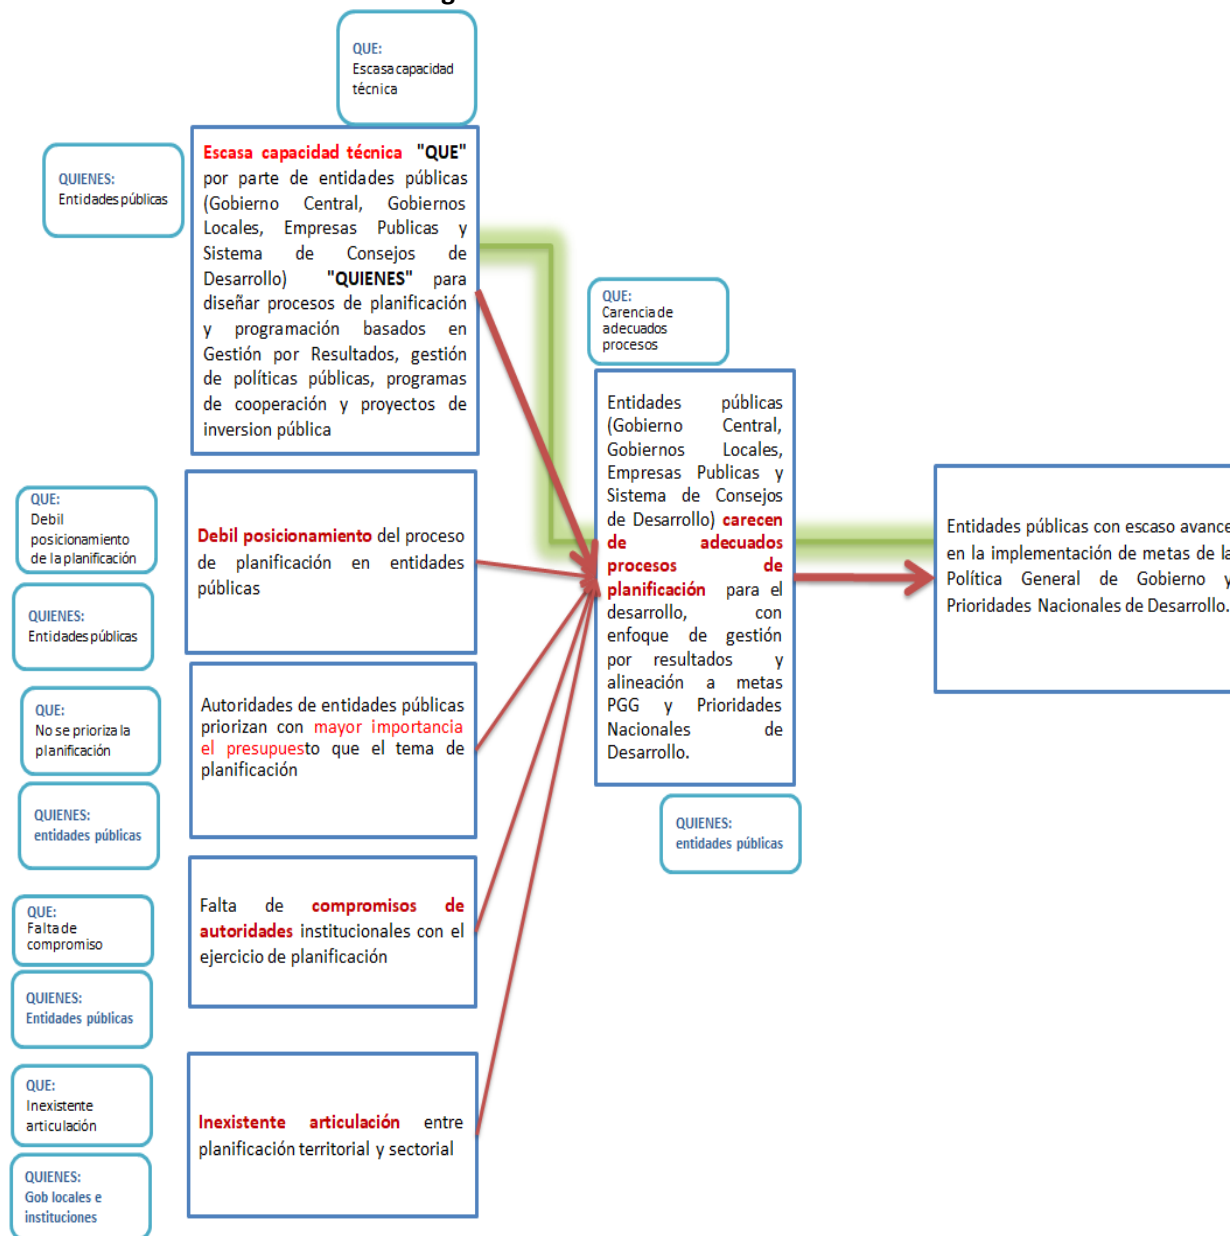 QUE:
Escasa capacidad
técnica
QUIENES:
Entidades públicas
Escasa capacidad técnica "QUE"
por parte de entidades públicas
(Gobierno Central, Gobiernos
Locales, Empresas Publicas y
Sistema de Consejos de
Desarrollo) "QUIENES" para
diseñar procesos de planificación
y programación basados en
Gestión por Resultados, gestión
de políticas públicas, programas
de cooperación y proyectos de
inversion pública
QUE:
Debil
posicionamiento
de la planificación
QUIENES:
Entidades públicas
Debil posicionamiento del proceso
de planificación en entidades
públicas
QUE:
No se prioriza la
planificación
QUIENES:
entidades públicas
Autoridades de entidades públicas
priorizan con mayor importancia
el presupuesto que el tema de
planificación
QUE:
Falta de
compromiso
QUIENES:
Entidades públicas
Falta de compromisos de
autoridades institucionales con el
ejercicio de planificación
QUE:
Inexistente
articulación
QUIENES:
Gob locales e
instituciones
Inexistente articulación entre
planificación territorial y sectorial
QUE:
Carencia de
adecuados
procesos
Entidades públicas
(Gobierno Central,
Gobiernos Locales,
Empresas Publicas y
Sistema de Consejos
de Desarrollo) carecen
de adecuados
procesos de
planificación para el
desarrollo, con
enfoque de gestión
por resultados y
alineación a metas
PGG y Prioridades
Nacionales de
Desarrollo.
QUIENES:
entidades públicas
Entidades públicas con escaso avance
en la implementación de metas de la
Política General de Gobierno y
Prioridades Nacionales de Desarrollo.